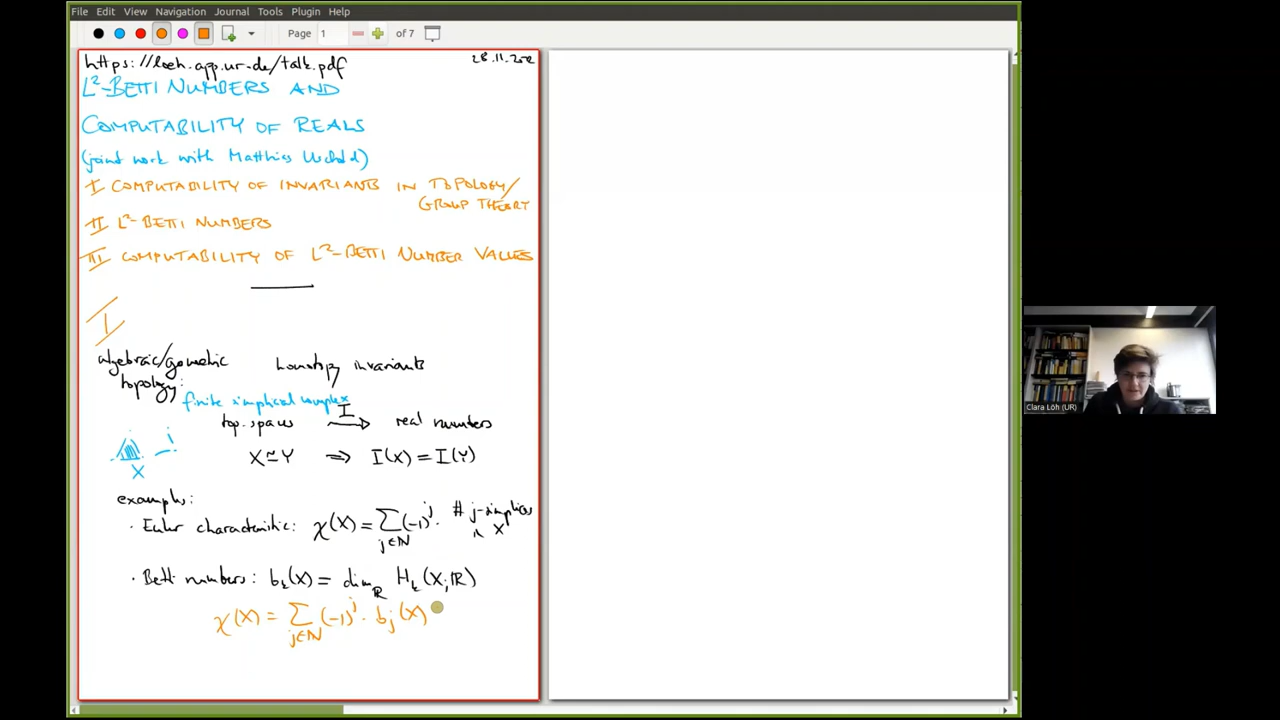 File Edit View Navigation Journal Tools Plugin Help
Page 1 of 7
https://loeh.app.ur.de/talk.pdf
L²-BETTI NUMBERS AND
COMPUTABILITY OF REALS
(joint work with Matthias
I COMPUTABILITY OF INVARIANTS IN TOPOLOGY/
GROUP THEORY
II L²-BETTI NUMBERS
III COMPUTABILITY OF L²-BETTI NUMBER VALUES
I
algebraic/geometric topology:
homotopy invariants
finite simplicial complex
top. spaces ⟿ I real numbers
X ≃ Y ⟹ I(X) = I(Y)
X
examples:
· Euler characteristic: χ(X) = ∑_{j∈ℕ} (-1)^j · # j-simplices in X
· Betti numbers: b_k(X) = dim_ℝ H_k(X;ℝ)
χ(X) = ∑_{j∈ℕ} (-1)^j · b_j(X)
Clara Löh (UR)